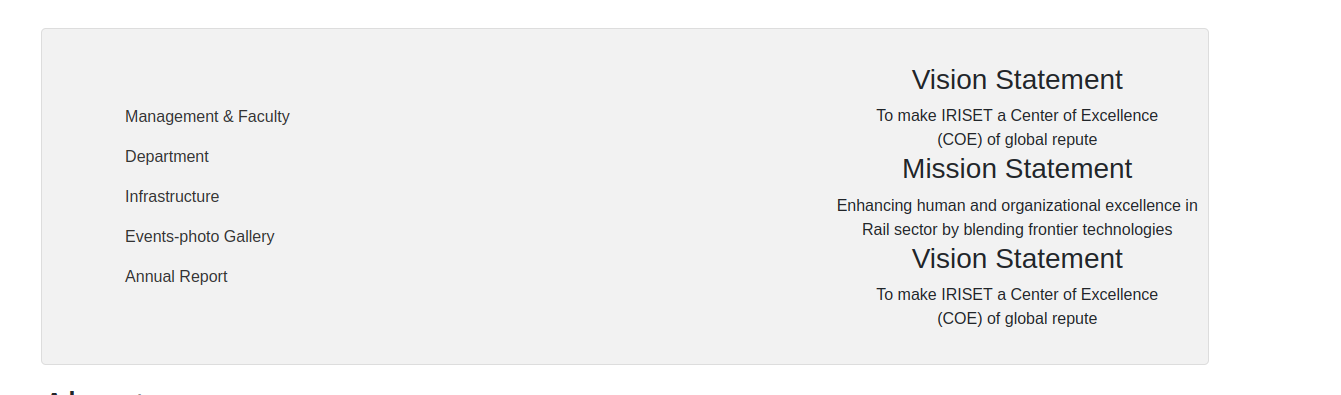 Management & Faculty
Department
Infrastructure
Events-photo Gallery
Annual Report
Vision Statement
To make IRISET a Center of Excellence
(COE) of global repute
Mission Statement
Enhancing human and organizational excellence in
Rail sector by blending frontier technologies
Vision Statement
To make IRISET a Center of Excellence
(COE) of global repute